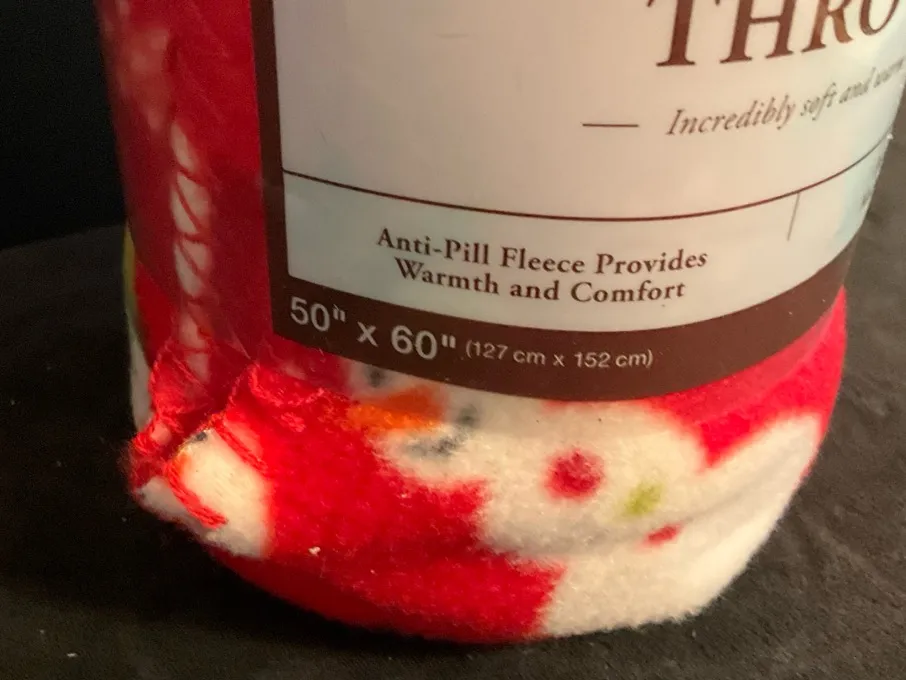 THRO
Incredibly soft and warm
Anti-Pill Fleece Provides
Warmth and Comfort
50" x 60" (127 cm x 152 cm)